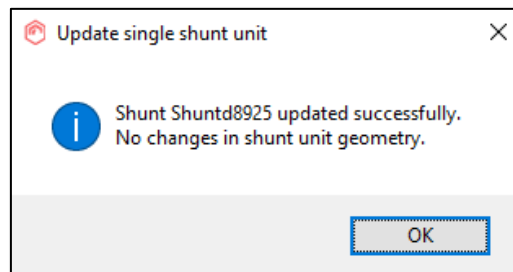 Update single shunt unit
Shunt Shuntd8925 updated successfully.
No changes in shunt unit geometry.
OK